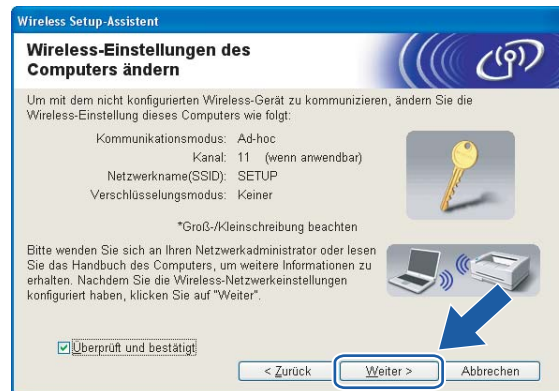 Wireless Setup-Assistent
Wireless-Einstellungen des
Computers ändern
Um mit dem nicht konfigurierten Wireless-Gerät zu kommunizieren, ändern Sie die
Wireless-Einstellung dieses Computers wie folgt:
Kommunikationsmodus: Ad-hoc
Kanal: 11 (wenn anwendbar)
Netzwerkname(SSID): SETUP
Verschlüsselungsmodus: Keiner
*Groß-/Kleinschreibung beachten
Bitte wenden Sie sich an Ihren Netzwerkadministrator oder lesen
Sie das Handbuch des Computers, um weitere Informationen zu
erhalten. Nachdem Sie die Wireless-Netzwerkeinstellungen
konfiguriert haben, klicken Sie auf "Weiter".
Überprüft und bestätigt
< Zurück Weiter > Abbrechen